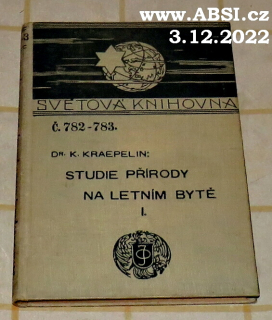 www.ABSI.cz
3.12.2022
SVĚTOVÁ KNIHOVNA
Č. 782-783.
DR. K. KRAEPELIN:
STUDIE PŘÍRODY
NA LETNÍM BYTĚ
I.